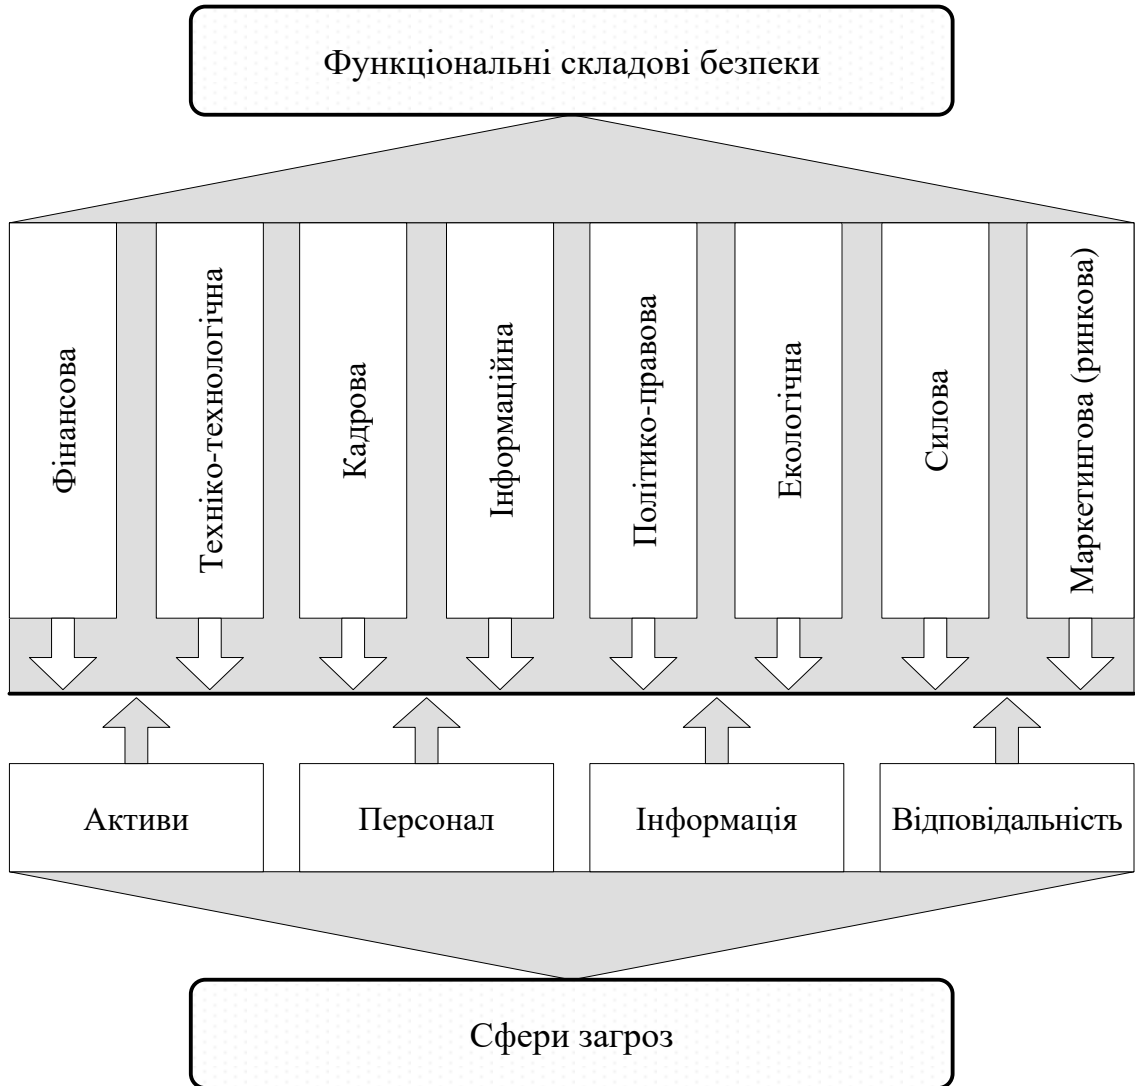 Функціональні складові безпеки
Фінансова
Техніко-технологічна
Кадрова
Інформаційна
Політико-правова
Екологічна
Силова
Маркетингова (ринкова)
Активи
Персонал
Інформація
Відповідальність
Сфери загроз